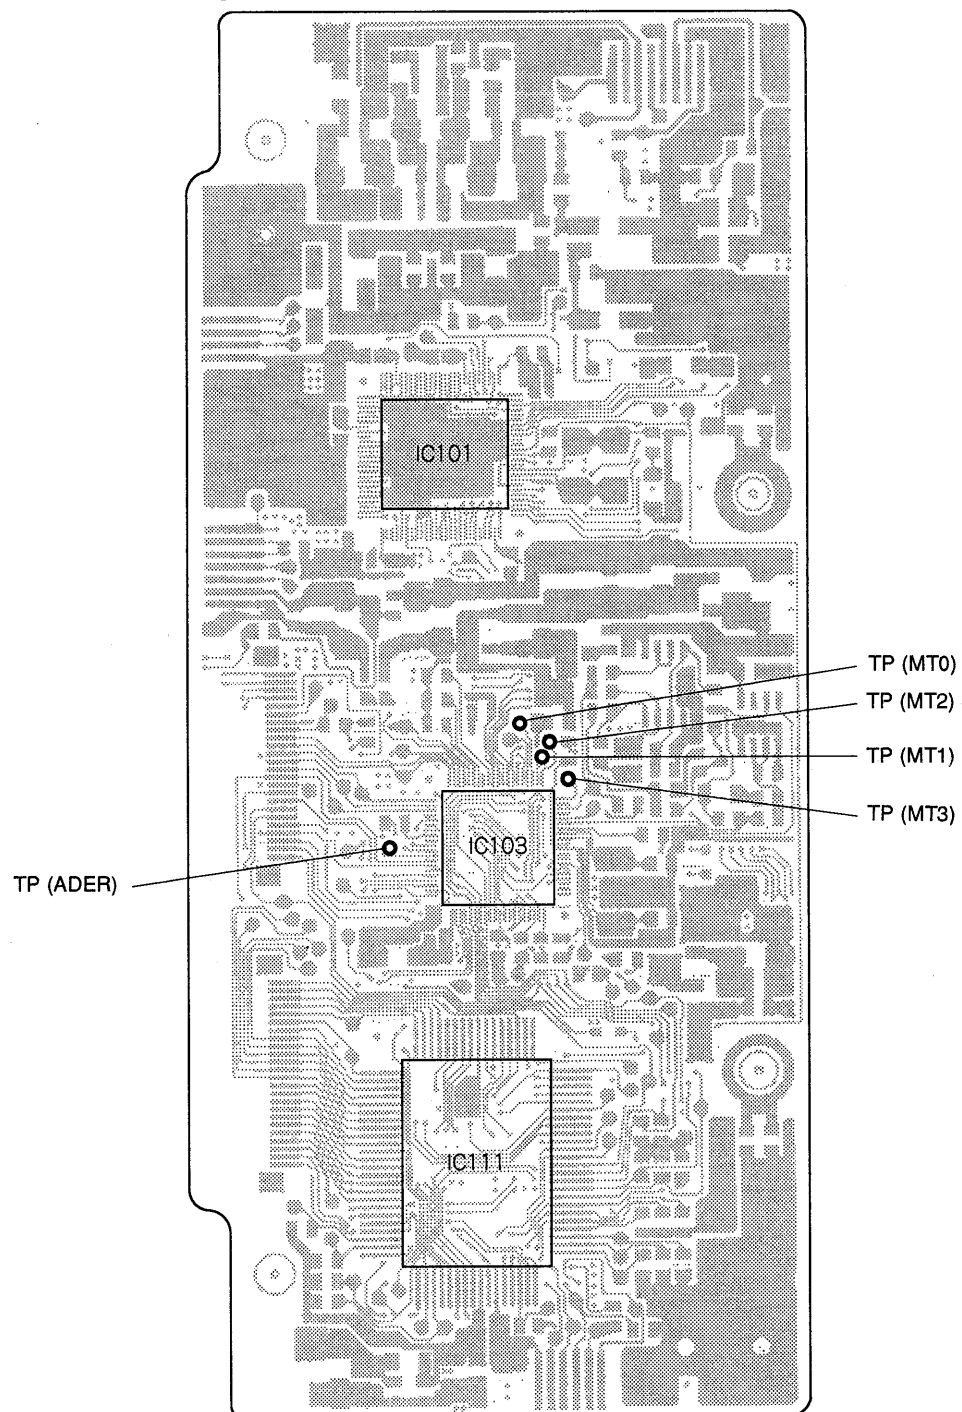 IC101
TP (MT0)
TP (MT2)
TP (MT1)
TP (MT3)
IC103
TP (ADER)
IC111